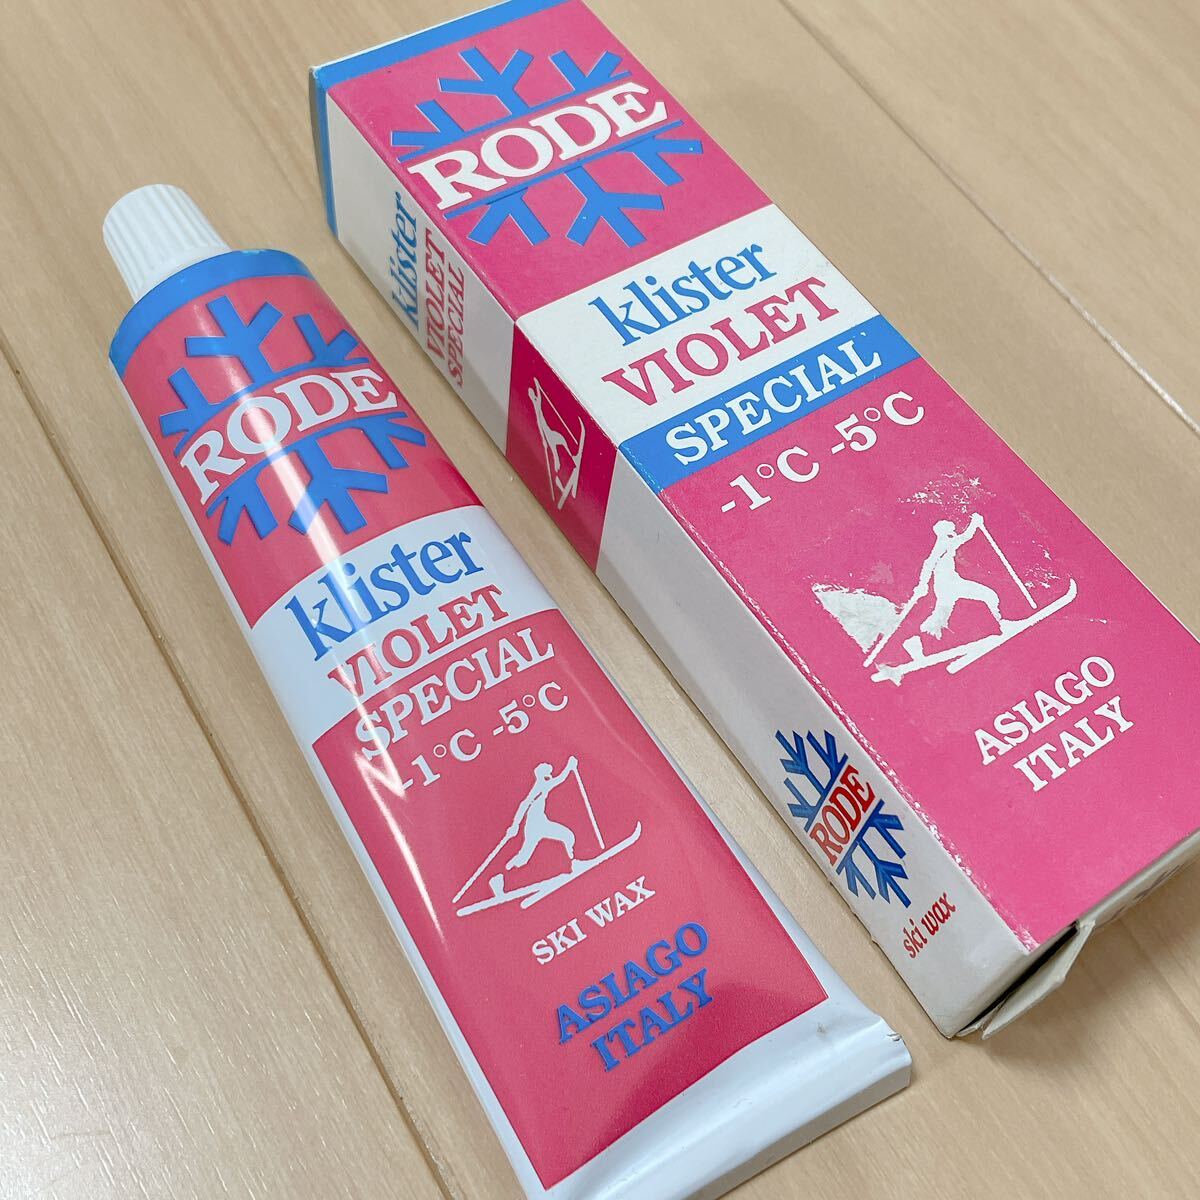 RODE
klister
VIOLET
SPECIAL
-1°C -5°C
SKI WAX
ASIAGO
ITALY
RODE
klister
VIOLET
SPECIAL
-1°C -5°C
ASIAGO
ITALY
klister
VIOLET
SPECIAL
RODE
ski wax